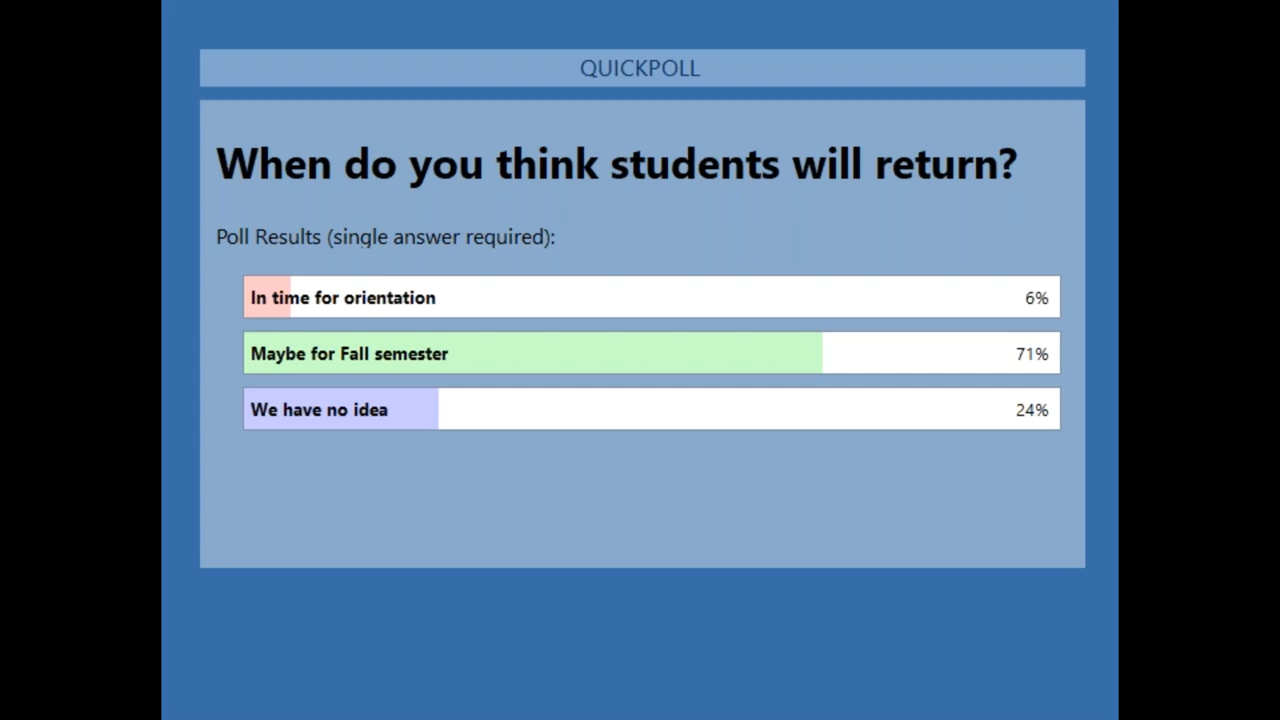 QUICKPOLL
When do you think students will return?
Poll Results (single answer required):
In time for orientation 6%
Maybe for Fall semester 71%
We have no idea 24%